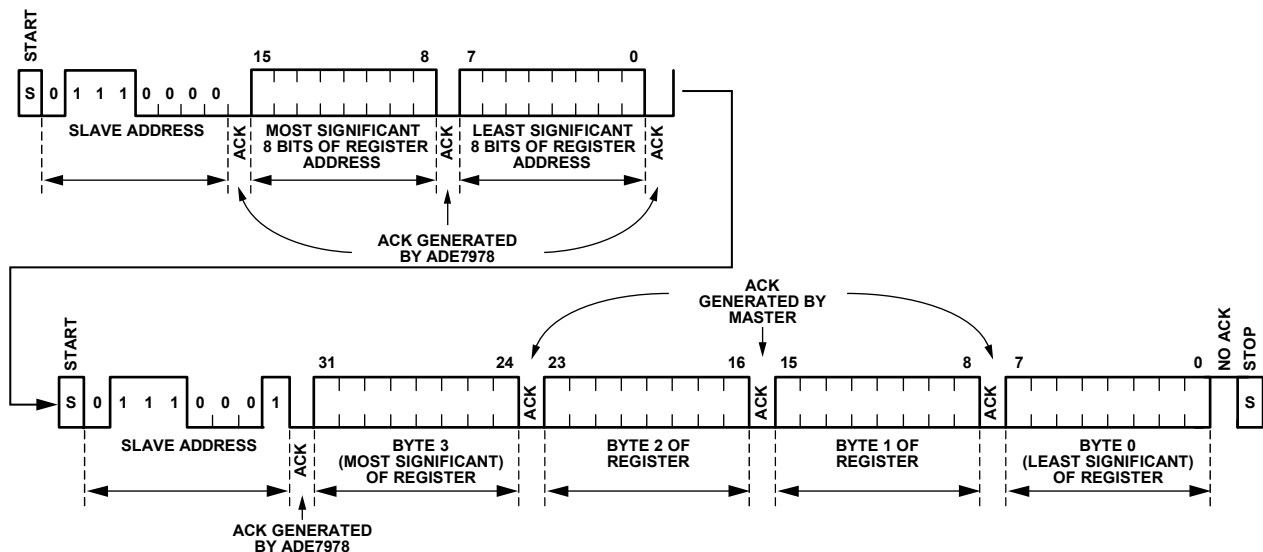 START
15 8 7 0
S 0 1 1 1 0 0 0 0
SLAVE ADDRESS
ACK
MOST SIGNIFICANT
8 BITS OF REGISTER
ADDRESS
ACK
LEAST SIGNIFICANT
8 BITS OF REGISTER
ADDRESS
ACK
ACK GENERATED
BY ADE7978
ACK
GENERATED BY
MASTER
START
31 24 23 16 15 8 7 0
NO ACK
STOP
S 0 1 1 1 0 0 0 1
S
SLAVE ADDRESS
ACK
BYTE 3
(MOST SIGNIFICANT)
OF REGISTER
ACK
BYTE 2 OF
REGISTER
ACK
BYTE 1 OF
REGISTER
ACK
BYTE 0
(LEAST SIGNIFICANT)
OF REGISTER
ACK GENERATED
BY ADE7978